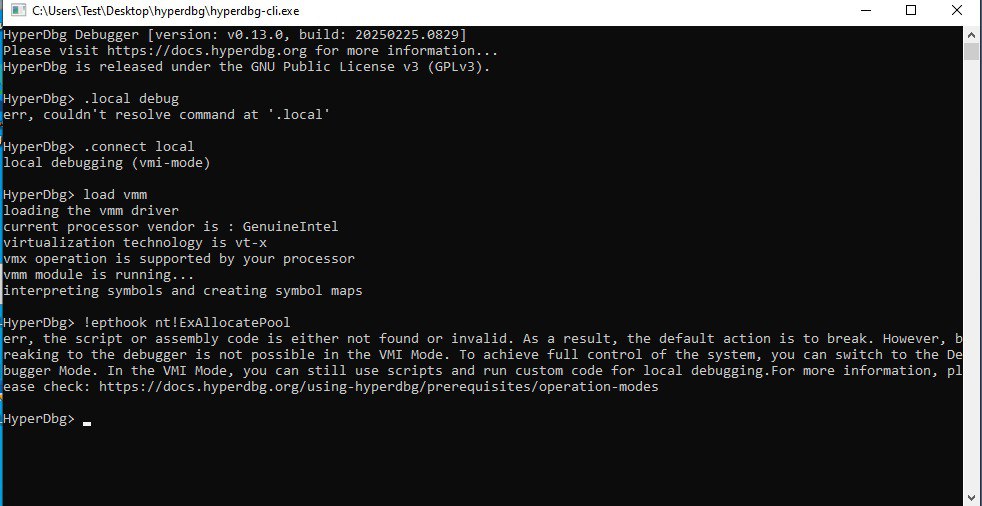 C:\Users\Test\Desktop\hyperdbg\hyperdbg-cli.exe
HyperDbg Debugger [version: v0.13.0, build: 20250225.0829]
Please visit https://docs.hyperdbg.org for more information...
HyperDbg is released under the GNU Public License v3 (GPLv3).
HyperDbg> .local debug
err, couldn't resolve command at '.local'
HyperDbg> .connect local
local debugging (vmi-mode)
HyperDbg> load vmm
loading the vmm driver
current processor vendor is : GenuineIntel
virtualization technology is vt-x
vmx operation is supported by your processor
vmm module is running...
interpreting symbols and creating symbol maps
HyperDbg> !epthook nt!ExAllocatePool
err, the script or assembly code is either not found or invalid. As a result, the default action is to break. However, b
reaking to the debugger is not possible in the VMI Mode. To achieve full control of the system, you can switch to the De
bugger Mode. In the VMI Mode, you can still use scripts and run custom code for local debugging.For more information, pl
ease check: https://docs.hyperdbg.org/using-hyperdbg/prerequisites/operation-modes
HyperDbg>